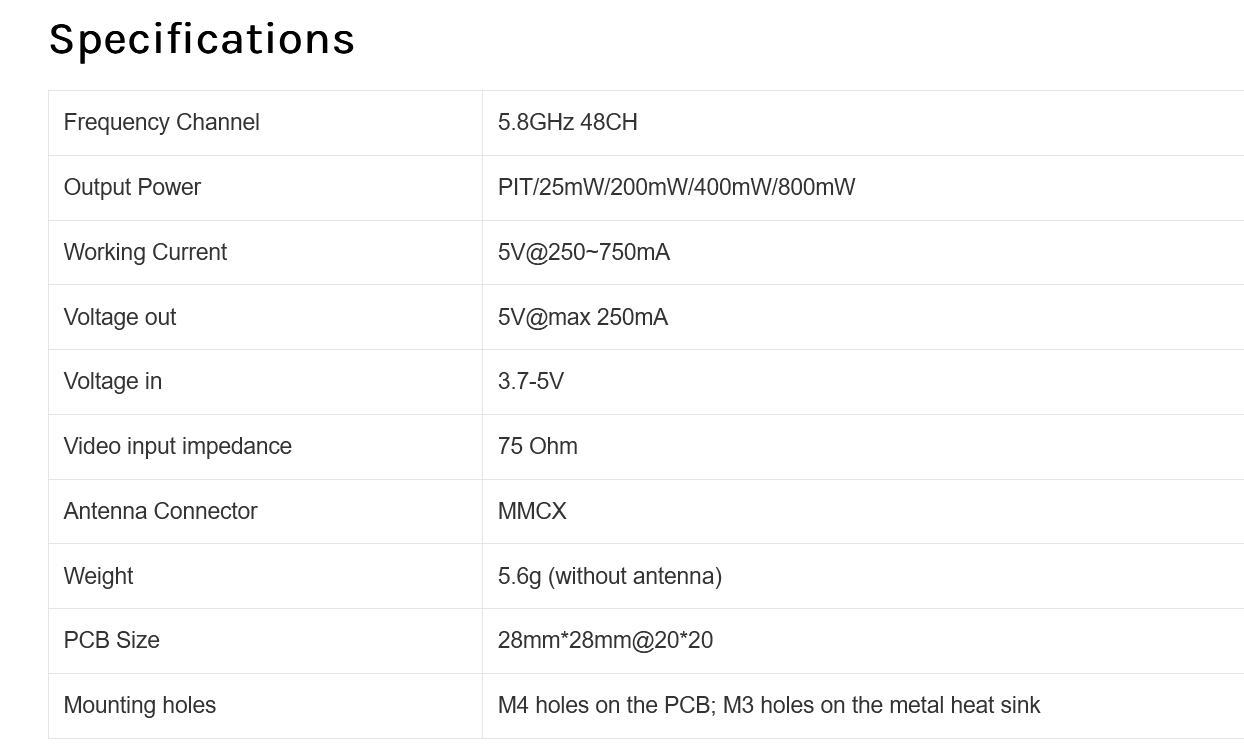 Specifications
Frequency Channel 5.8GHz 48CH
Output Power PIT/25mW/200mW/400mW/800mW
Working Current 5V@250~750mA
Voltage out 5V@max 250mA
Voltage in 3.7-5V
Video input impedance 75 Ohm
Antenna Connector MMCX
Weight 5.6g (without antenna)
PCB Size 28mm*28mm@20*20
Mounting holes M4 holes on the PCB; M3 holes on the metal heat sink